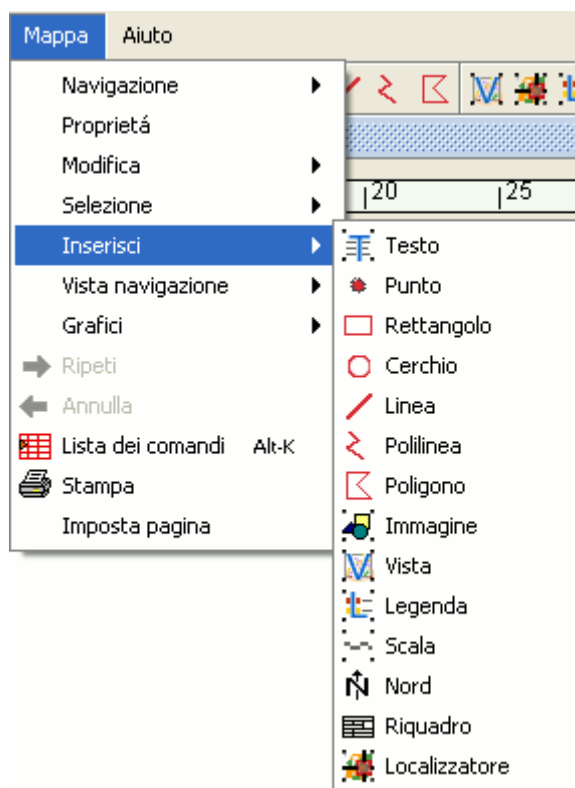 Mappa Aiuto
Navigazione
Proprietá
Modifica
20 25
Selezione
Inserisci
Vista navigazione
Grafici
Ripeti
Annulla
Lista dei comandi Alt-K
Stampa
Imposta pagina
Testo
Punto
Rettangolo
Cerchio
Linea
Polilinea
Poligono
Immagine
Vista
Legenda
Scala
Nord
Riquadro
Localizzatore